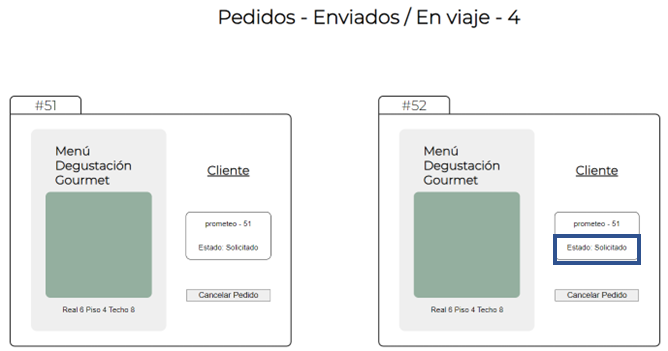 Pedidos - Enviados / En viaje - 4
#51
Menú
Degustación
Gourmet
Real 6 Piso 4 Techo 8
Cliente
prometeo - 51
Estado: Solicitado
Cancelar Pedido
#52
Menú
Degustación
Gourmet
Real 6 Piso 4 Techo 8
Cliente
prometeo - 51
Estado: Solicitado
Cancelar Pedido